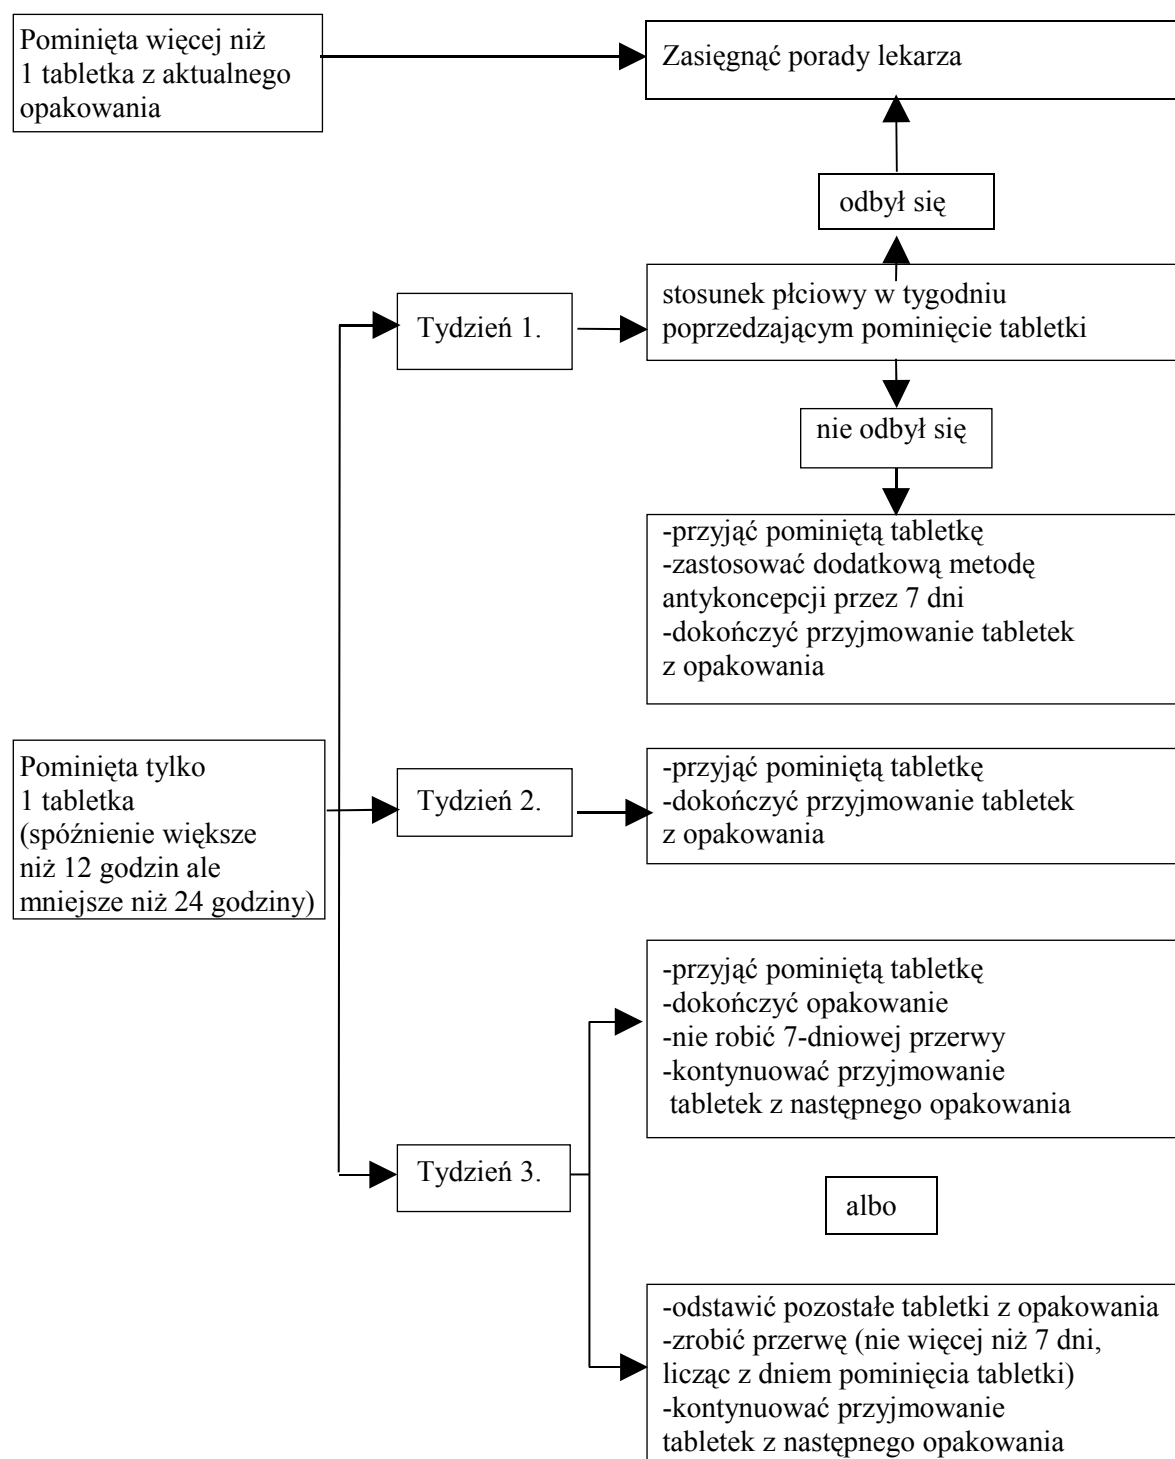 Pominięta więcej niż
1 tabletka z aktualnego
opakowania
Zasięgnąć porady lekarza
odbył się
stosunek płciowy w tygodniu
poprzedzającym pominięcie tabletki
Tydzień 1.
nie odbył się
-przyjąć pominiętą tabletkę
-zastosować dodatkową metodę
antykoncepcji przez 7 dni
-dokończyć przyjmowanie tabletek
z opakowania
Pominięta tylko
1 tabletka
(spóźnienie większe
niż 12 godzin ale
mniejsze niż 24 godziny)
Tydzień 2.
-przyjąć pominiętą tabletkę
-dokończyć przyjmowanie tabletek
z opakowania
Tydzień 3.
-przyjąć pominiętą tabletkę
-dokończyć opakowanie
-nie robić 7-dniowej przerwy
-kontynuować przyjmowanie
tabletek z następnego opakowania
albo
-odstawić pozostałe tabletki z opakowania
-zrobić przerwę (nie więcej niż 7 dni,
licząc z dniem pominięcia tabletki)
-kontynuować przyjmowanie
tabletek z następnego opakowania